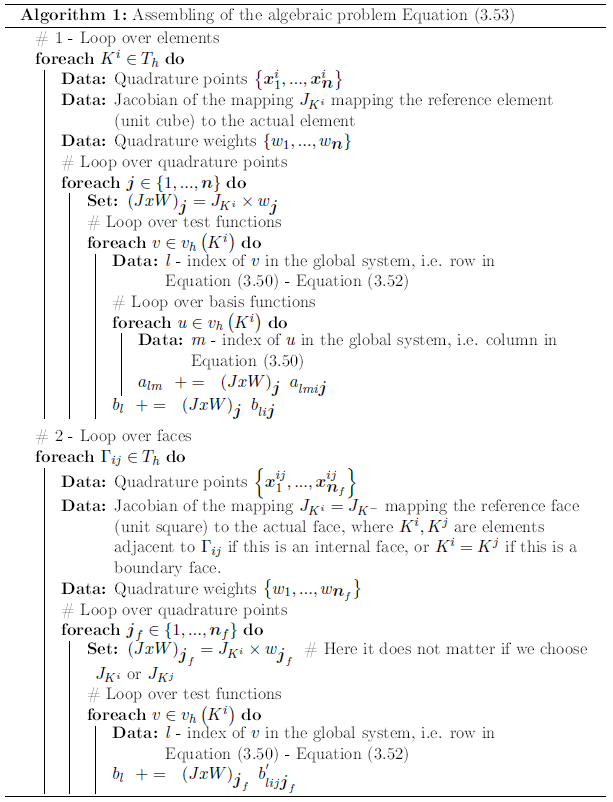 Algorithm 1: Assembling of the algebraic problem Equation (3.53)
# 1 - Loop over elements
foreach $K^i \in T_h$ do
Data: Quadrature points $\{\boldsymbol{x}_1^i, ..., \boldsymbol{x}_{\boldsymbol{n}}^i\}$
Data: Jacobian of the mapping $J_{K^i}$ mapping the reference element
(unit cube) to the actual element
Data: Quadrature weights $\{w_1, ..., w_{\boldsymbol{n}}\}$
# Loop over quadrature points
foreach $\boldsymbol{j} \in \{1, ..., \boldsymbol{n}\}$ do
Set: $(JxW)_{\boldsymbol{j}} = J_{K^i} \times w_{\boldsymbol{j}}$
# Loop over test functions
foreach $v \in v_h(K^i)$ do
Data: $l$ - index of $v$ in the global system, i.e. row in
Equation (3.50) - Equation (3.52)
# Loop over basis functions
foreach $u \in v_h(K^i)$ do
Data: $m$ - index of $u$ in the global system, i.e. column in
Equation (3.50)
$a_{lm} \mathrel{+}= (JxW)_{\boldsymbol{j}} \; a_{lmi\boldsymbol{j}}$
$b_l \mathrel{+}= (JxW)_{\boldsymbol{j}} \; b_{li\boldsymbol{j}}$
# 2 - Loop over faces
foreach $\Gamma_{ij} \in T_h$ do
Data: Quadrature points $\{\boldsymbol{x}_1^{ij}, ..., \boldsymbol{x}_{\boldsymbol{n}_f}^{ij}\}$
Data: Jacobian of the mapping $J_{K^i} = J_{K^-}$ mapping the reference face
(unit square) to the actual face, where $K^i, K^j$ are elements
adjacent to $\Gamma_{ij}$ if this is an internal face, or $K^i = K^j$ if this is a
boundary face.
Data: Quadrature weights $\{w_1, ..., w_{\boldsymbol{n}_f}\}$
# Loop over quadrature points
foreach $\boldsymbol{j}_f \in \{1, ..., \boldsymbol{n}_f\}$ do
Set: $(JxW)_{\boldsymbol{j}_f} = J_{K^i} \times w_{\boldsymbol{j}_f}$ # Here it does not matter if we choose
$J_{K^i}$ or $J_{K^j}$
# Loop over test functions
foreach $v \in v_h(K^i)$ do
Data: $l$ - index of $v$ in the global system, i.e. row in
Equation (3.50) - Equation (3.52)
$b_l \mathrel{+}= (JxW)_{\boldsymbol{j}_f} \; b'_{lij\boldsymbol{j}_f}$